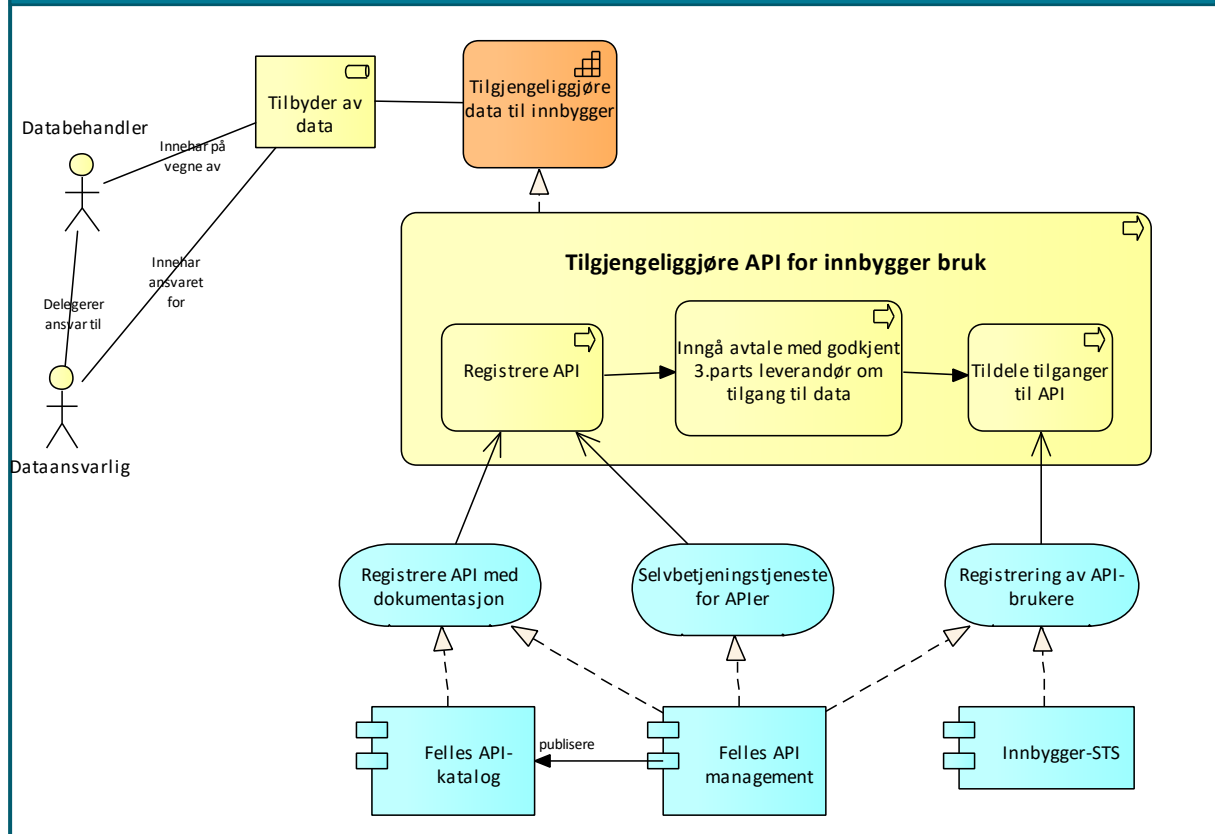 Tilgjengeliggjøre
data til innbygger
Tilbyder av
data
Databehandler
Innehar på
vegne av
Innehar
ansvaret
for
Delegerer
ansvar til
Dataansvarlig
Tilgjengeliggjøre API for innbygger bruk
Registrere API
Inngå avtale med godkjent
3.parts leverandør om
tilgang til data
Tildele tilganger
til API
Registrere API med
dokumentasjon
Selvbetjeningstjeneste
for APIer
Registrering av API-
brukere
Felles API-
katalog
publisere
Felles API
management
Innbygger-STS